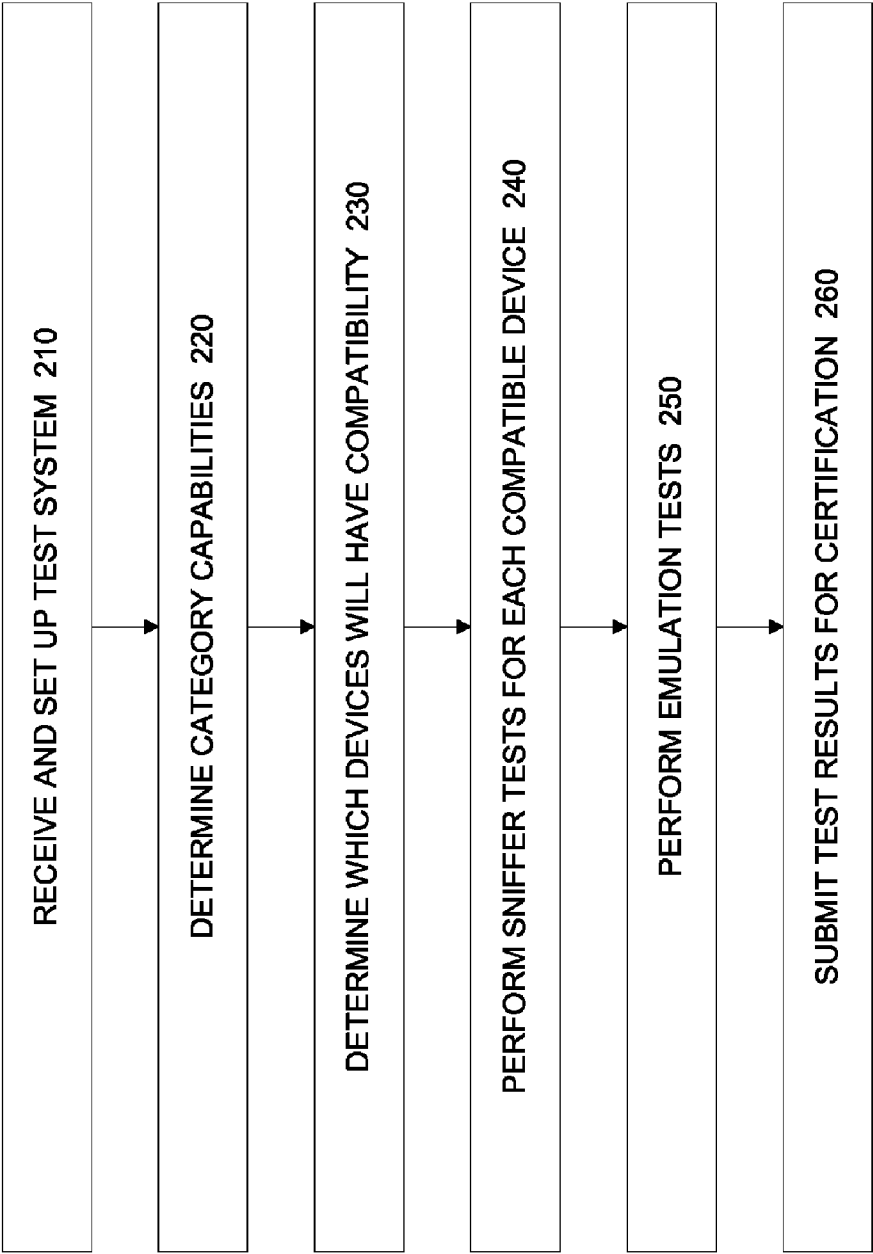 RECEIVE AND SET UP TEST SYSTEM 210
DETERMINE CATEGORY CAPABILITIES 220
DETERMINE WHICH DEVICES WILL HAVE COMPATIBILITY 230
PERFORM SNIFFER TESTS FOR EACH COMPATIBLE DEVICE 240
PERFORM EMULATION TESTS 250
SUBMIT TEST RESULTS FOR CERTIFICATION 260